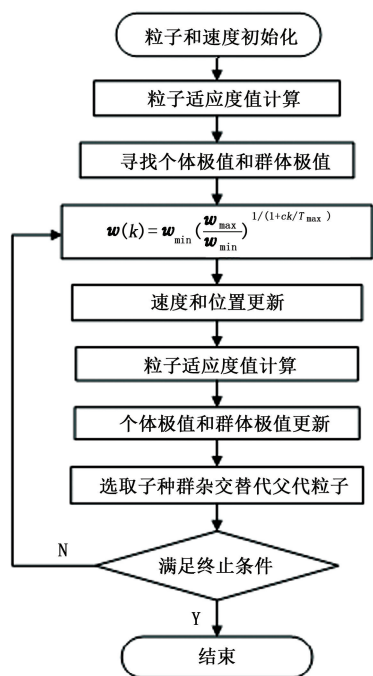 粒子和速度初始化
粒子适应度值计算
寻找个体极值和群体极值
w(k)=w_min(w_max/w_min)^1/(1+ck/T_max)
速度和位置更新
粒子适应度值计算
个体极值和群体极值更新
选取子种群杂交替代父代粒子
N
满足终止条件
Y
结束